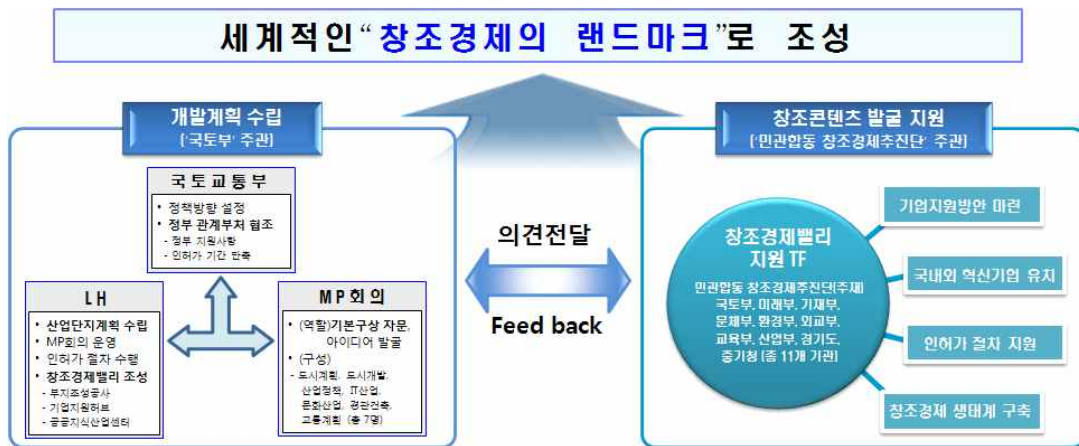 세계적인“창조경제의 랜드마크”로 조성
개발계획 수립
('국토부' 주관)
국토교통부
• 정책방향 설정
• 정부 관계부처 협조
- 정부 지원사항
- 인허가 기간 단축
LH
• 산업단지계획 수립
• MP회의 운영
• 인허가 절차 수행
• 창조경제밸리 조성
- 부지조성공사
- 기업지원허브
- 공공지식산업센터
MP회의
• (역할)기본구상 자문,
아이디어 발굴
• (구성)
- 도시계획, 도시개발,
산업정책, IT산업,
문화산업, 경관건축,
교통계획 (총 7명)
의견전달
Feed back
창조콘텐츠 발굴 지원
('민관합동 창조경제추진단' 주관)
창조경제밸리
지원 TF
민관합동 창조경제추진단(주재)
국토부, 미래부, 기재부,
문체부, 환경부, 외교부,
교육부, 산업부, 경기도,
중기청 (총 11개 기관)
기업지원방안 마련
국내외 혁신기업 유치
인허가 절차 지원
창조경제 생태계 구축